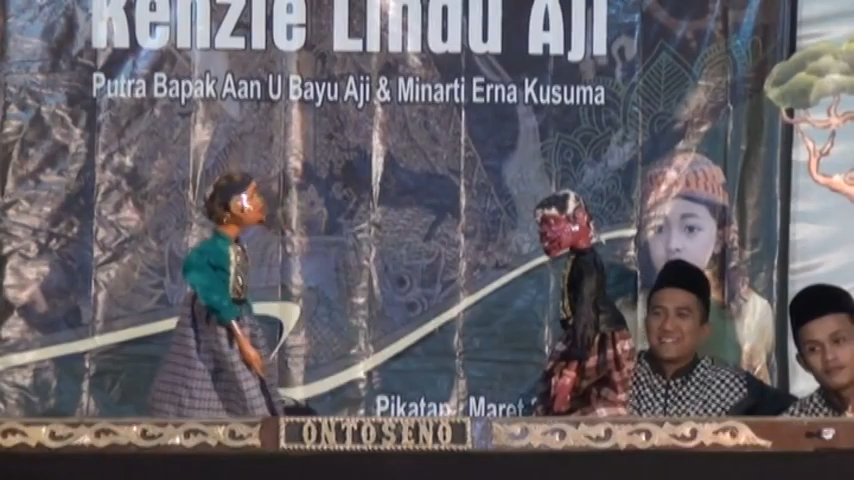 Kenzie Lindu Aji
Putra Bapak Aan U Bayu Aji & Minarti Erna Kusuma
Pikatan, Maret
ONTOSENO